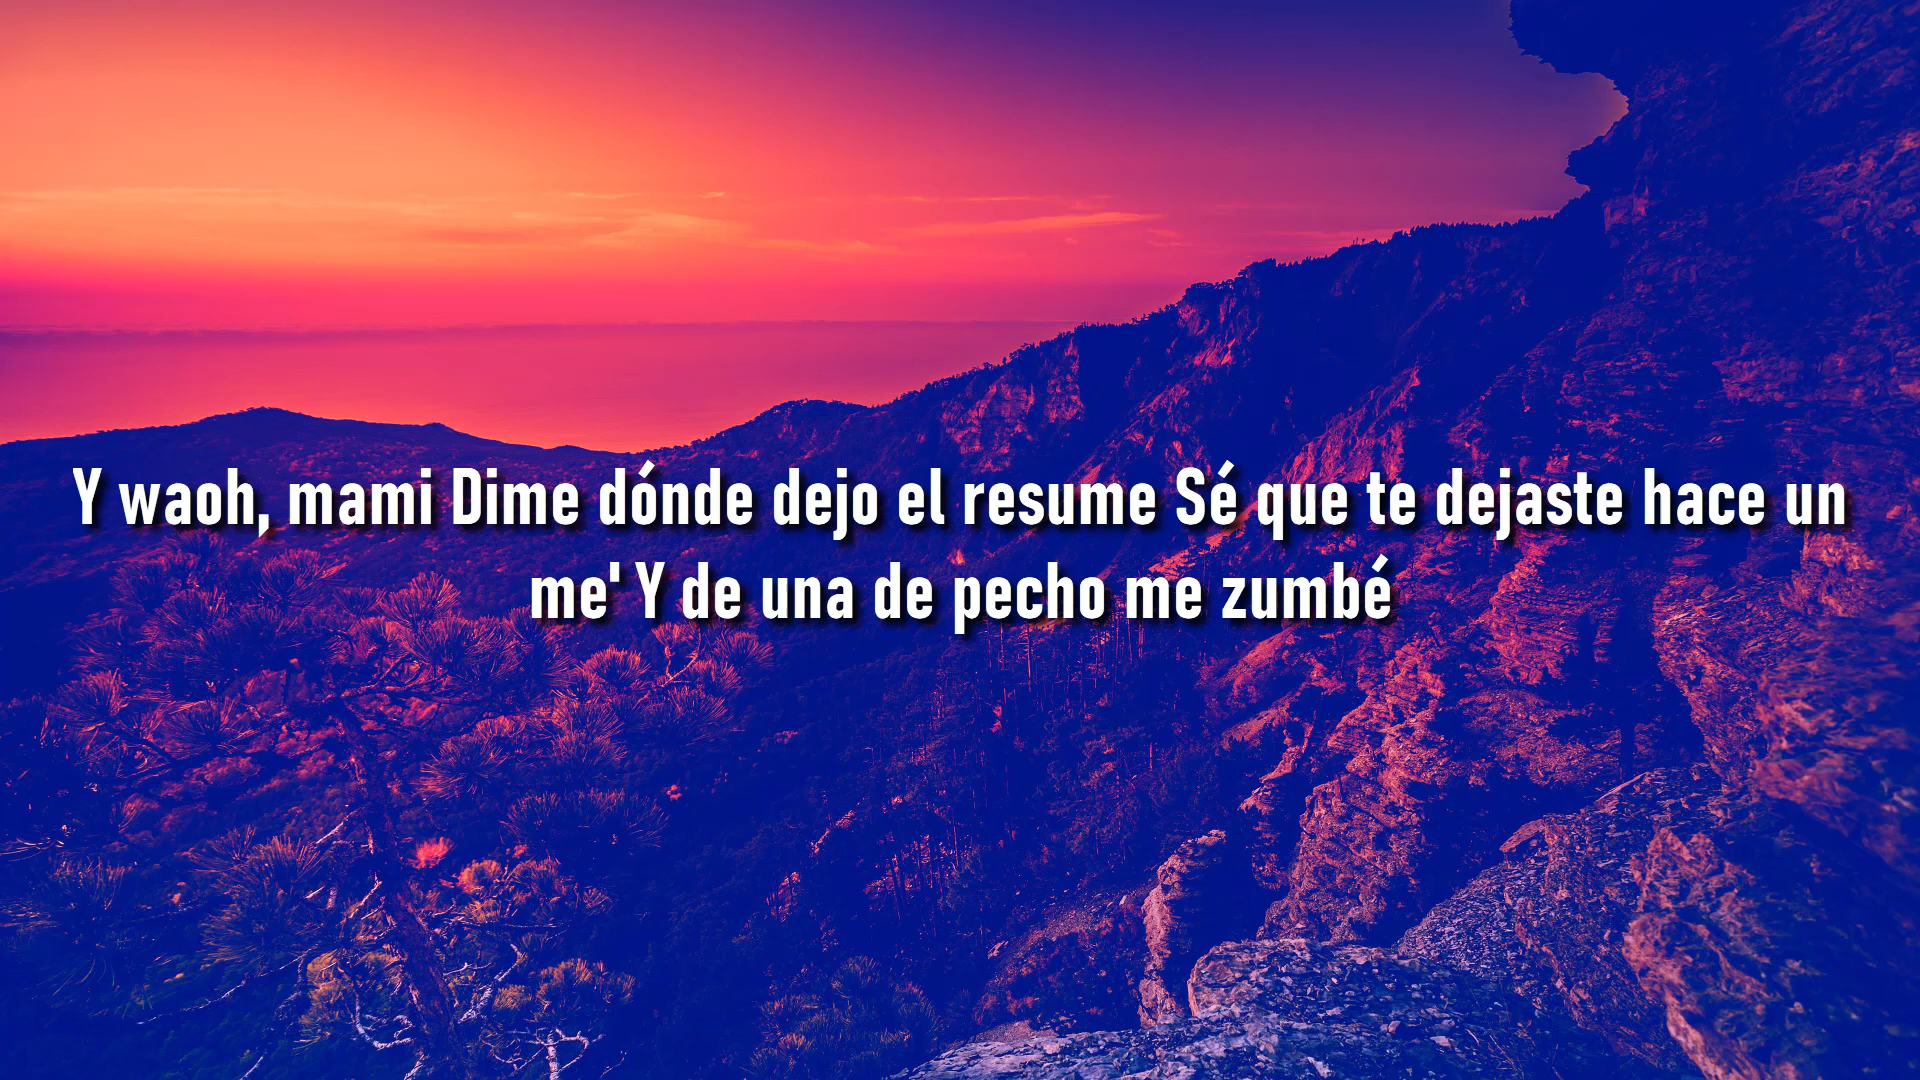 Y waoh, mami Dime dónde dejo el resume Sé que te dejaste hace un
me' Y de una de pecho me zumbé